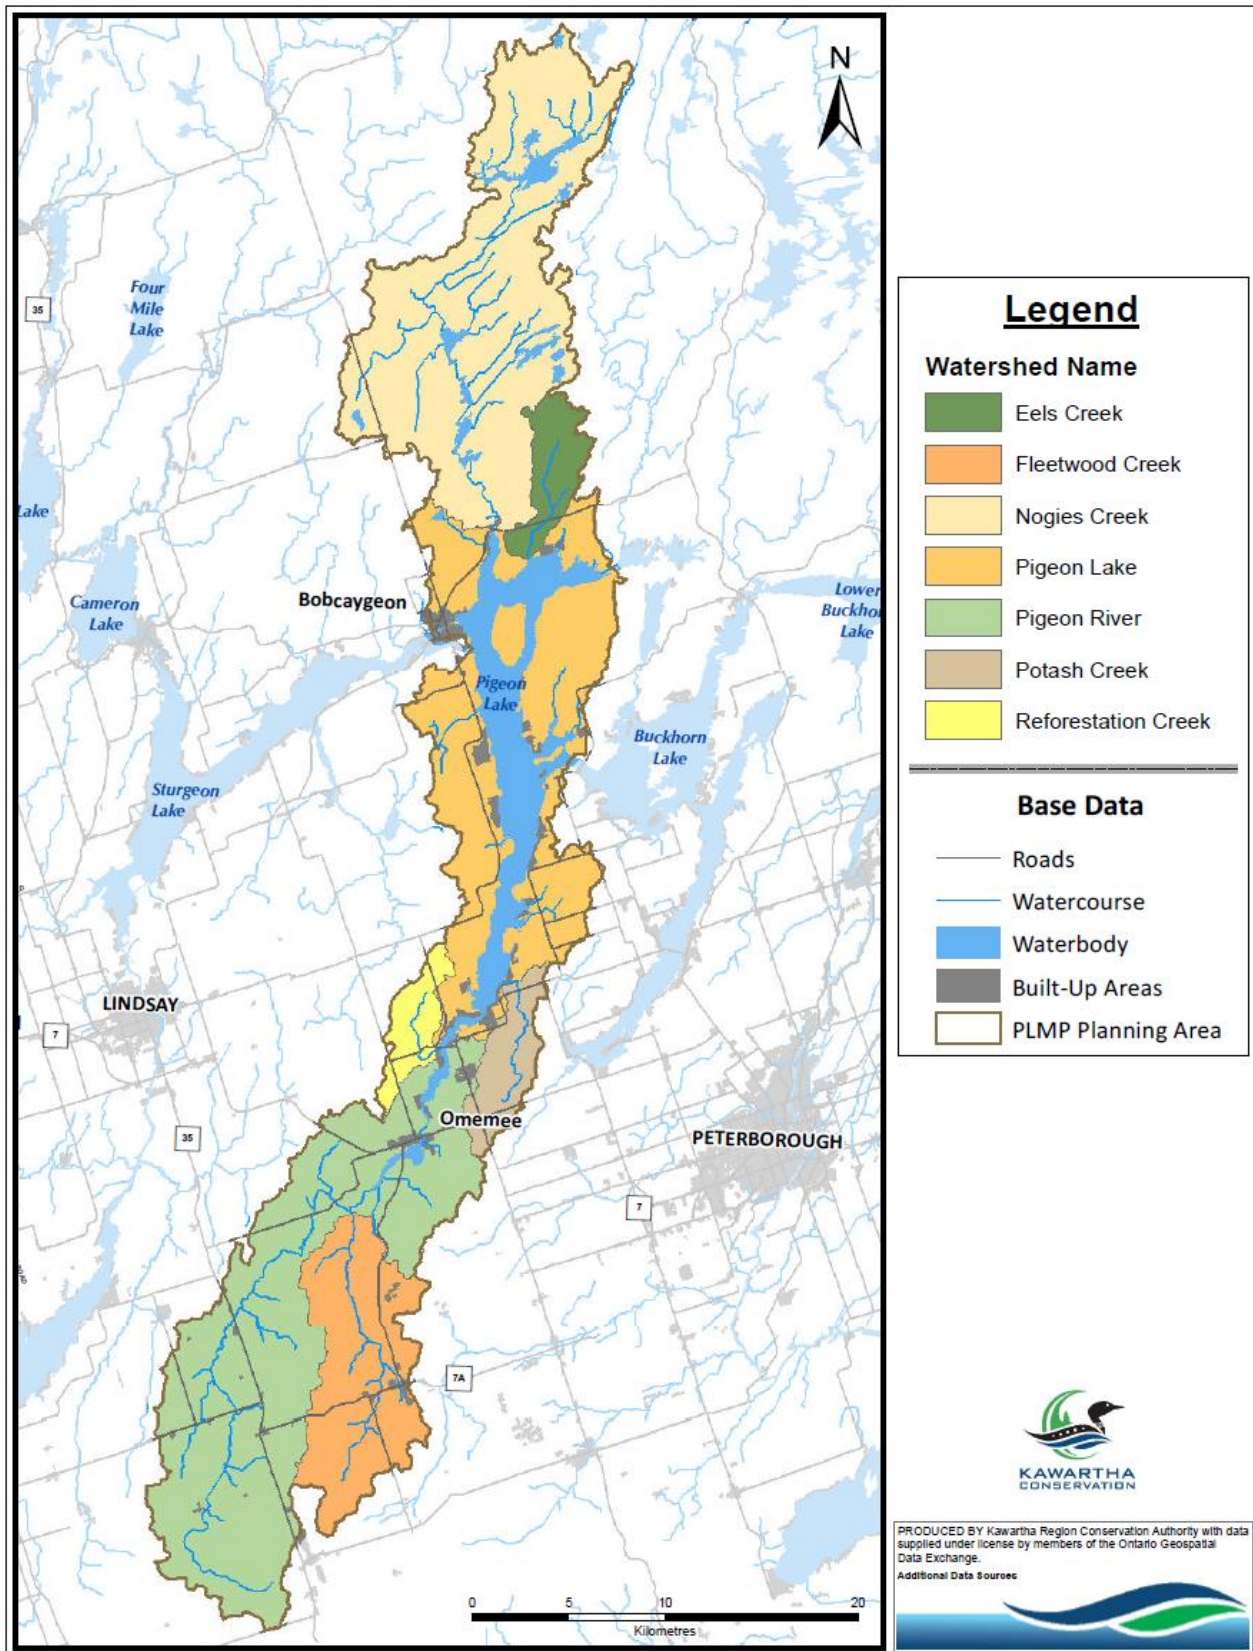 N
35
Four
Mile
Lake
Lake
Cameron
Lake
Bobcaygeon
Lower
Buckho
Lake
Pigeon
Lake
Buckhorn
Lake
Sturgeon
Lake
LINDSAY
7
Omemee
35
PETERBOROUGH
7
7A
0 5 10 20
Kilometres
Legend
Watershed Name
Eels Creek
Fleetwood Creek
Nogies Creek
Pigeon Lake
Pigeon River
Potash Creek
Reforestation Creek
Base Data
Roads
Watercourse
Waterbody
Built-Up Areas
PLMP Planning Area
KAWARTHA
CONSERVATION
PRODUCED BY Kawartha Region Conservation Authority with data
supplied under license by members of the Ontario Geospatial
Data Exchange.
Additional Data Sources